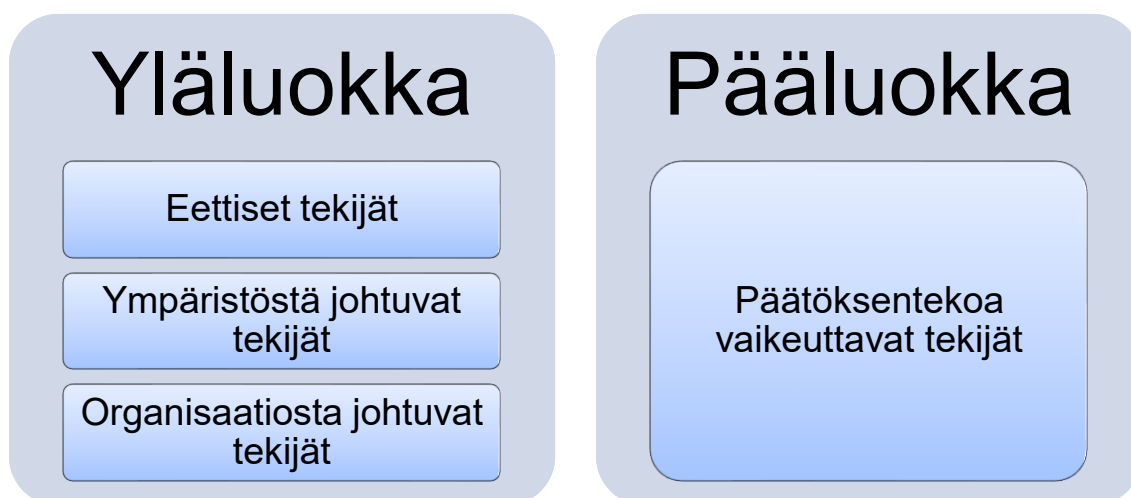 Yläluokka
Eettiset tekijät
Ympäristöstä johtuvat
tekijät
Organisaatiosta johtuvat
tekijät
Pääluokka
Päätöksentekoa
vaikeuttavat tekijät